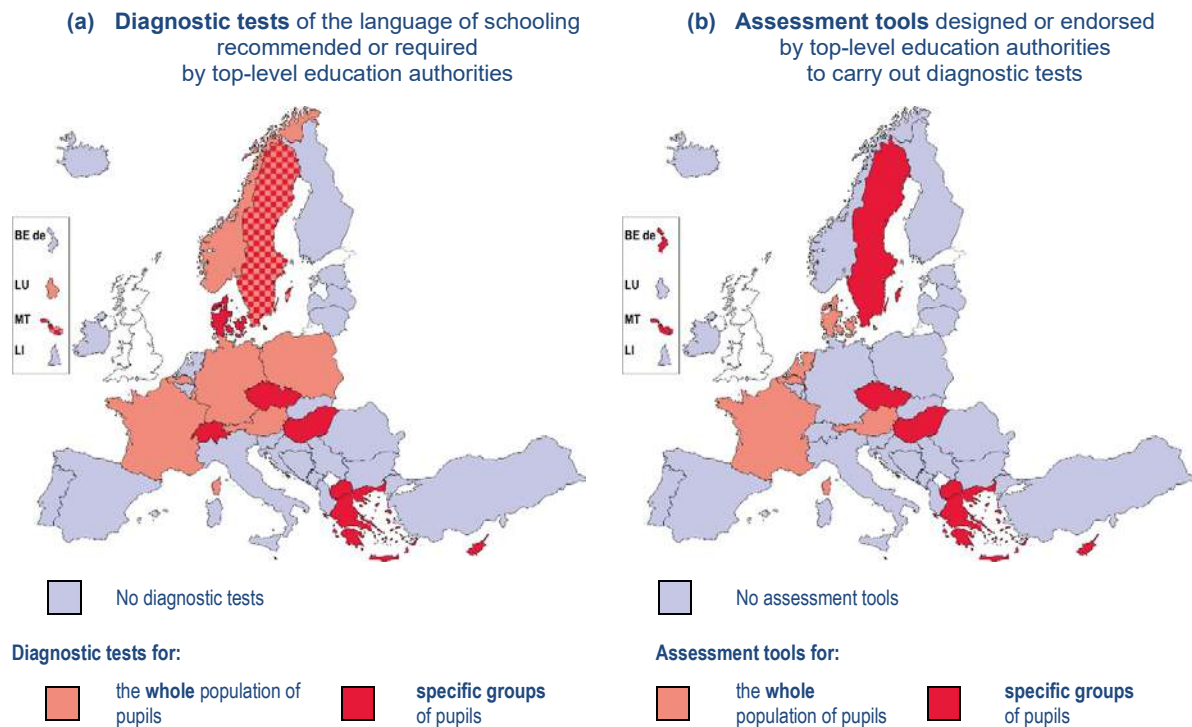 (a) Diagnostic tests of the language of schooling
recommended or required
by top-level education authorities
BE de
LU
MT
LI
No diagnostic tests
Diagnostic tests for:
the whole population of
pupils
specific groups
of pupils
(b) Assessment tools designed or endorsed
by top-level education authorities
to carry out diagnostic tests
BE de
LU
MT
LI
No assessment tools
Assessment tools for:
the whole
population of pupils
specific groups
of pupils